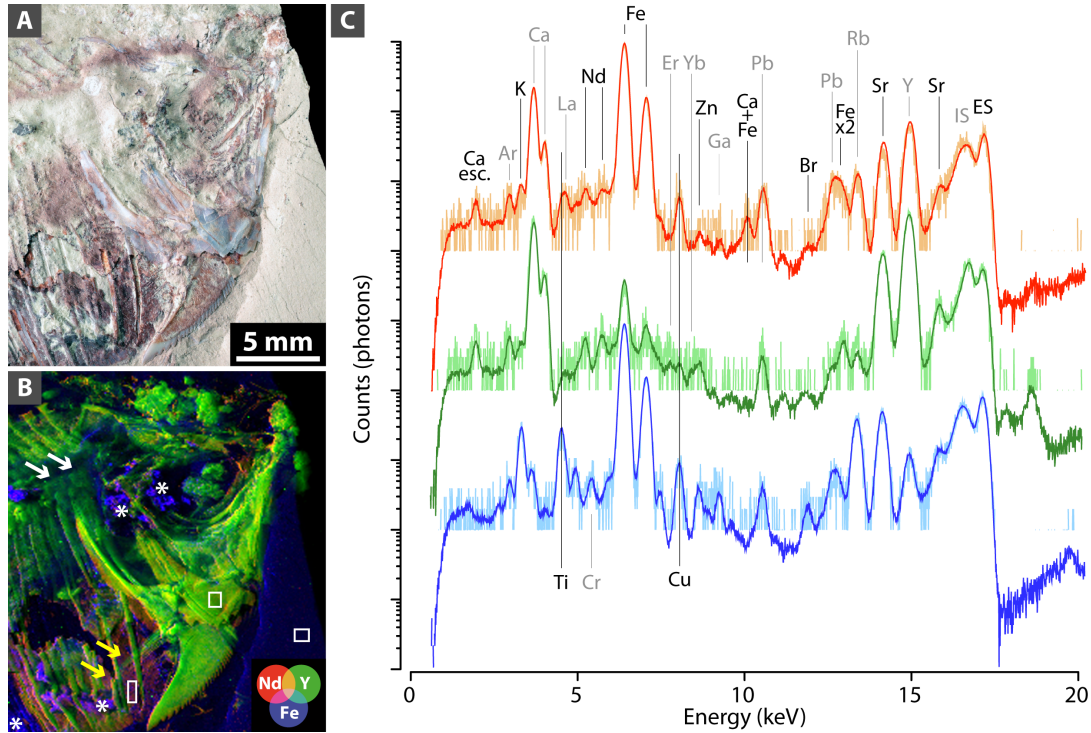 A
5 mm
B
*
*
*
*
Nd
Y
Fe
C
Counts (photons)
Ca
esc.
Ar
K
Ca
La
Nd
Fe
Er
Yb
Zn
Ga
Ca
+
Fe
Pb
Br
Pb
Fe
x2
Rb
Sr
Y
Sr
IS
ES
Ti
Cr
Cu
0
5
10
15
20
Energy (keV)